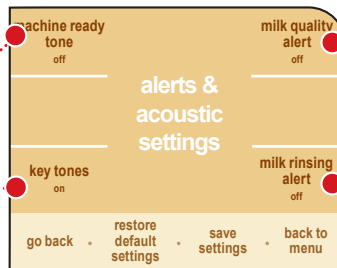 machine ready
tone
off
milk quality
alert
off
alerts &
acoustic
settings
key tones
on
milk rinsing
alert
off
go back
restore
default
settings
save
settings
back to
menu